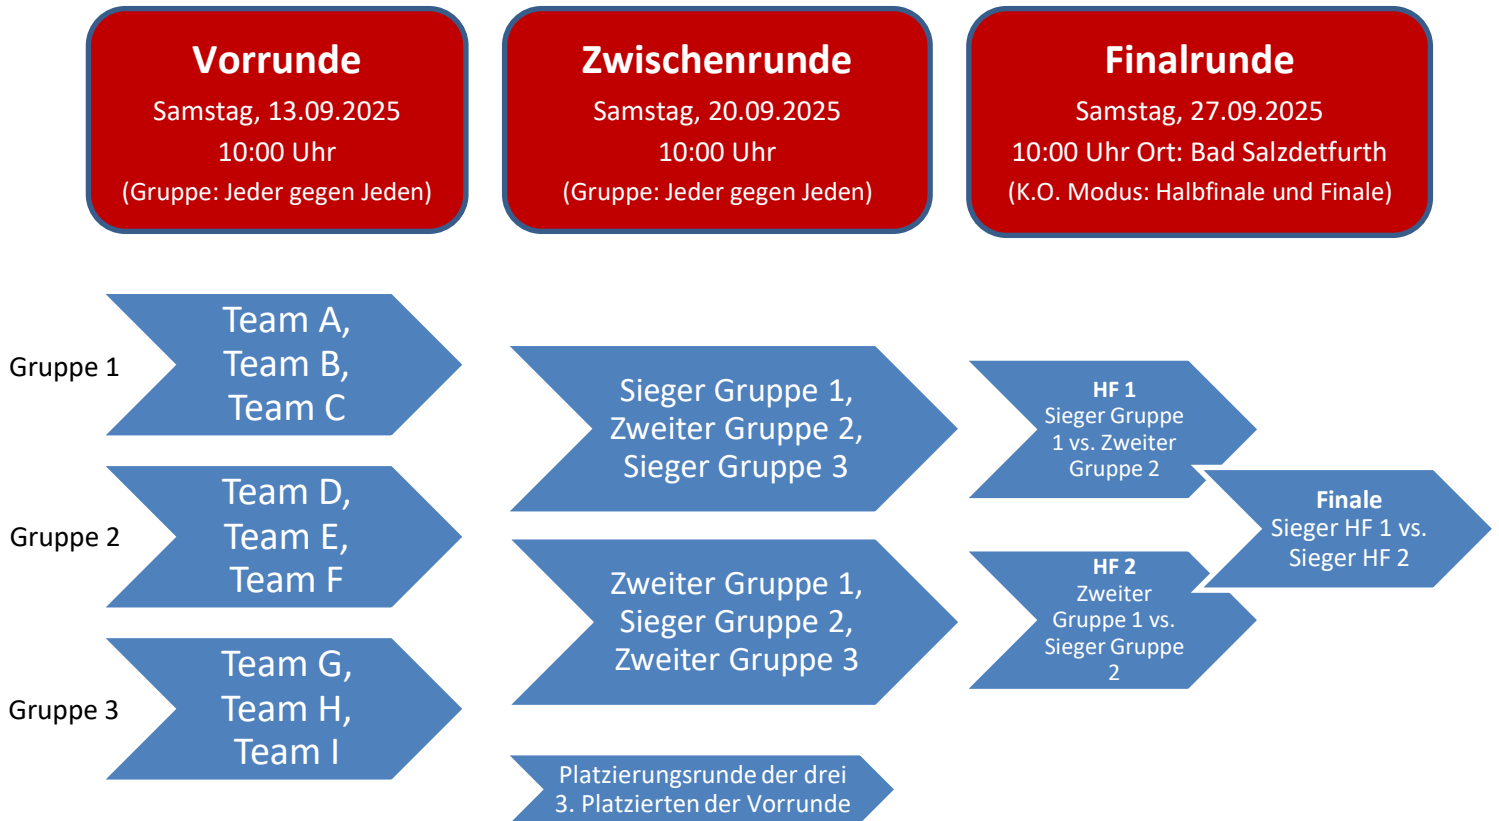 Vorrunde
Samstag, 13.09.2025
10:00 Uhr
(Gruppe: Jeder gegen Jeden)
Zwischenrunde
Samstag, 20.09.2025
10:00 Uhr
(Gruppe: Jeder gegen Jeden)
Finalrunde
Samstag, 27.09.2025
10:00 Uhr Ort: Bad Salzdetfurth
(K.O. Modus: Halbfinale und Finale)
Gruppe 1
Team A,
Team B,
Team C
Gruppe 2
Team D,
Team E,
Team F
Gruppe 3
Team G,
Team H,
Team I
Sieger Gruppe 1,
Zweiter Gruppe 2,
Sieger Gruppe 3
Zweiter Gruppe 1,
Sieger Gruppe 2,
Zweiter Gruppe 3
Platzierungsrunde der drei
3. Platzierten der Vorrunde
HF 1
Sieger Gruppe
1 vs. Zweiter
Gruppe 2
HF 2
Zweiter
Gruppe 1 vs.
Sieger Gruppe
2
Finale
Sieger HF 1 vs.
Sieger HF 2